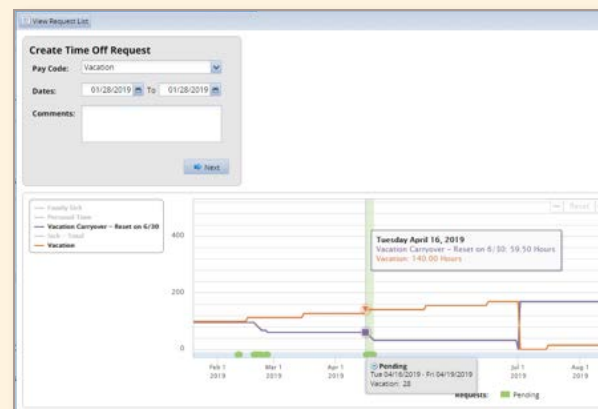 View Request List
Create Time Off Request
Pay Code: Vacation
Dates: 01/28/2019 To 01/28/2019
Comments:
Next
Family Sick
Personal Time
Vacation Carryover - Reset on 6/30
Sick - Total
Vacation
Reset
400
200
0
Tuesday April 16, 2019
Vacation Carryover - Reset on 6/30: 59.50 Hours
Vacation: 140.00 Hours
Feb 1 2019
Mar 1 2019
Apr 1 2019
Jul 1 2019
Aug 1 2019
Pending
Tue 04/16/2019 - Fri 04/19/2019
Vacation: 28
Requests: Pending